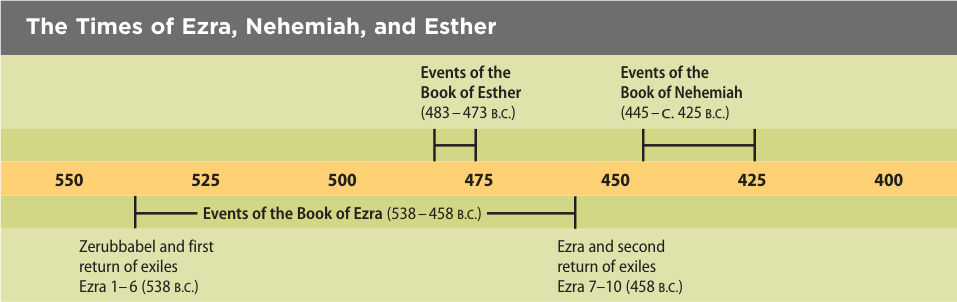 The Times of Ezra, Nehemiah, and Esther
Events of the
Book of Esther
(483 – 473 B.C.)
Events of the
Book of Nehemiah
(445 – c. 425 B.C.)
550 525 500 475 450 425 400
Events of the Book of Ezra (538 – 458 B.C.)
Zerubbabel and first
return of exiles
Ezra 1– 6 (538 B.C.)
Ezra and second
return of exiles
Ezra 7–10 (458 B.C.)